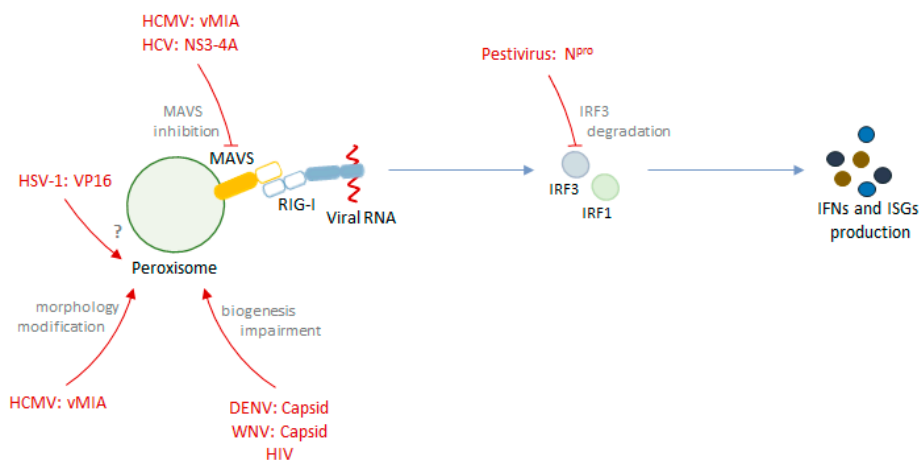 HCMV: vMIA
HCV: NS3-4A
Pestivirus: Nᵖʳᵒ
MAVS
inhibition
IRF3
degradation
MAVS
HSV-1: VP16
RIG-I
Viral RNA
IRF3
IRF1
IFNs and ISGs
production
?
Peroxisome
morphology
modification
biogenesis
impairment
HCMV: vMIA
DENV: Capsid
WNV: Capsid
HIV